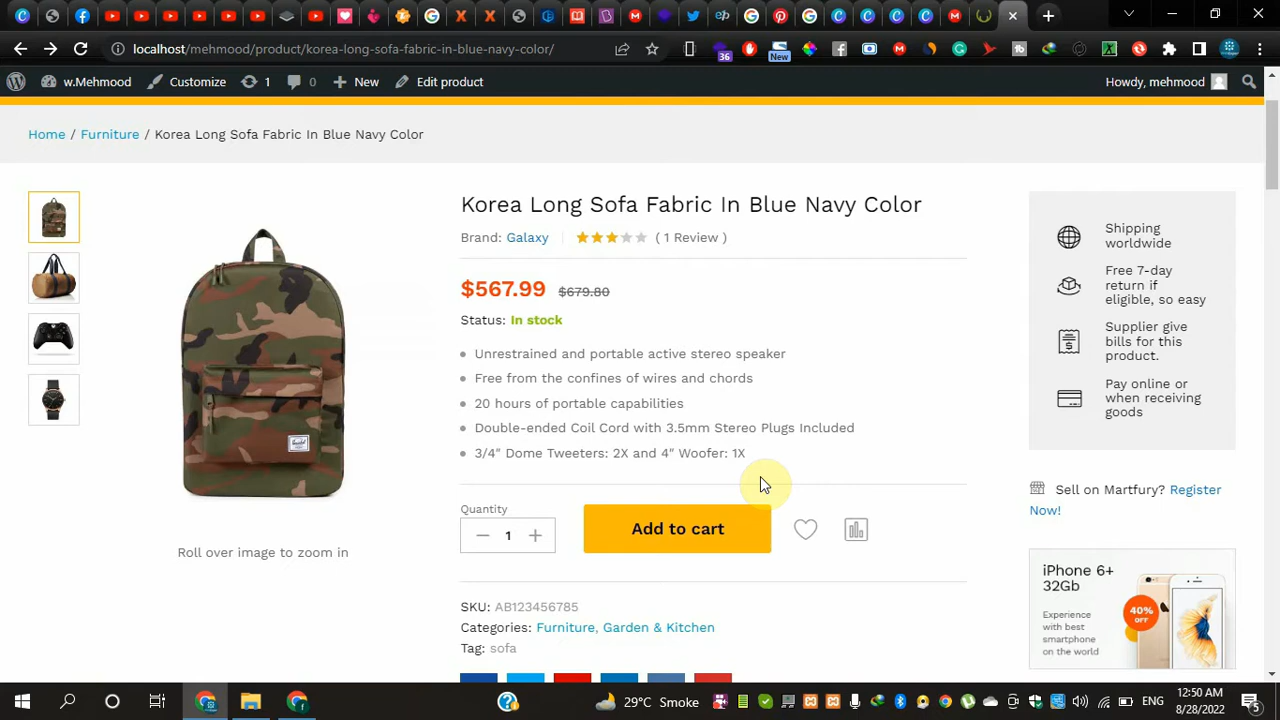 localhost/mehmood/product/korea-long-sofa-fabric-in-blue-navy-color/
36
New
w.Mehmood Customize 1 0 New Edit product Howdy, mehmood
Home / Furniture / Korea Long Sofa Fabric In Blue Navy Color
Korea Long Sofa Fabric In Blue Navy Color
Brand: Galaxy ( 1 Review )
$567.99 $679.80
Status: In stock
Unrestrained and portable active stereo speaker
Free from the confines of wires and chords
20 hours of portable capabilities
Double-ended Coil Cord with 3.5mm Stereo Plugs Included
3/4" Dome Tweeters: 2X and 4" Woofer: 1X
Quantity
1
Add to cart
Roll over image to zoom in
SKU: AB123456785
Categories: Furniture, Garden & Kitchen
Tag: sofa
Shipping
worldwide
Free 7-day
return if
eligible, so easy
Supplier give
bills for this
product.
Pay online or
when receiving
goods
Sell on Martfury? Register
Now!
iPhone 6+
32Gb
Experience
with best
smartphone
on the world
40%
OFF
29°C Smoke
ENG
12:50 AM
8/28/2022
5